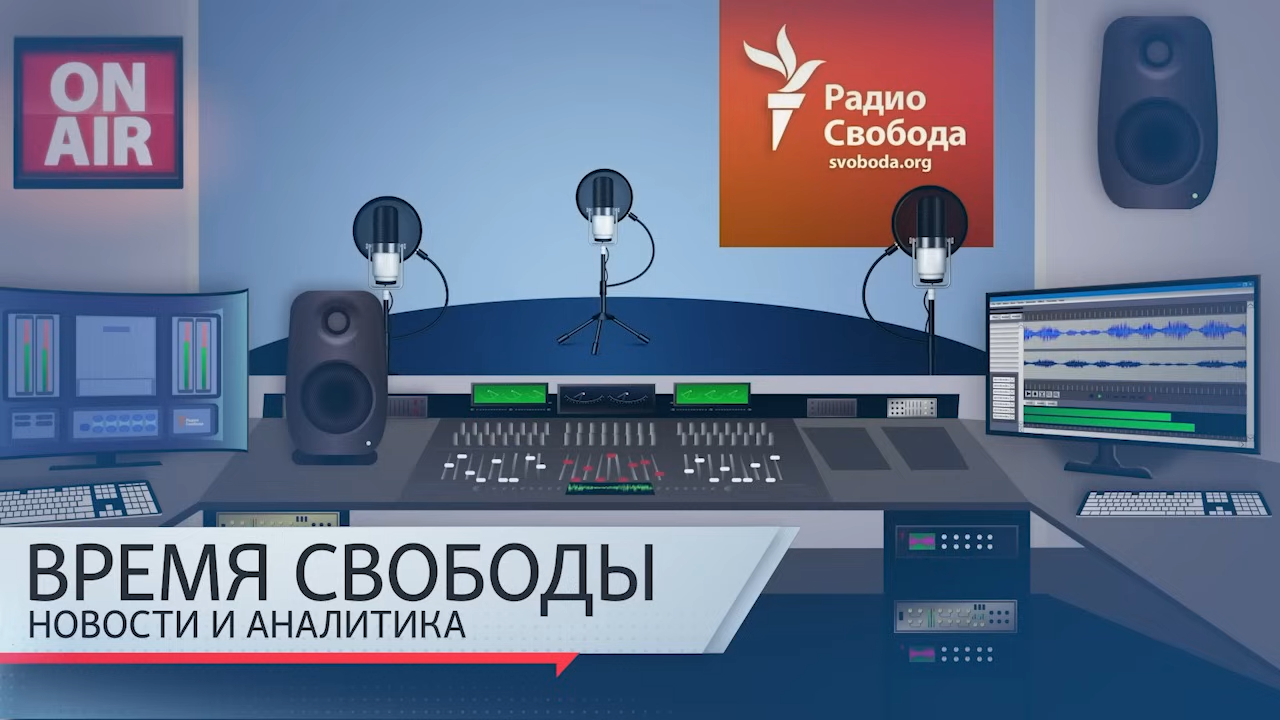 ON
AIR
Радио
Свобода
svoboda.org
ВРЕМЯ СВОБОДЫ
НОВОСТИ И АНАЛИТИКА